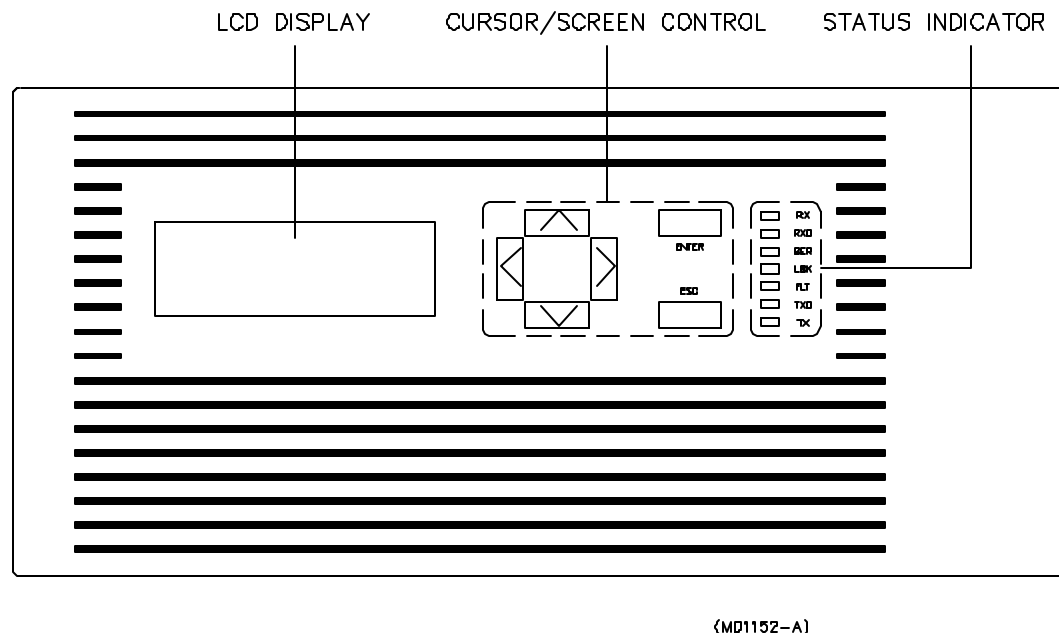 LCD DISPLAY
CURSOR/SCREEN CONTROL
STATUS INDICATOR
ENTER
ESC
RX
RXD
BER
LBK
FLT
TXD
TX
(MD1152-A)